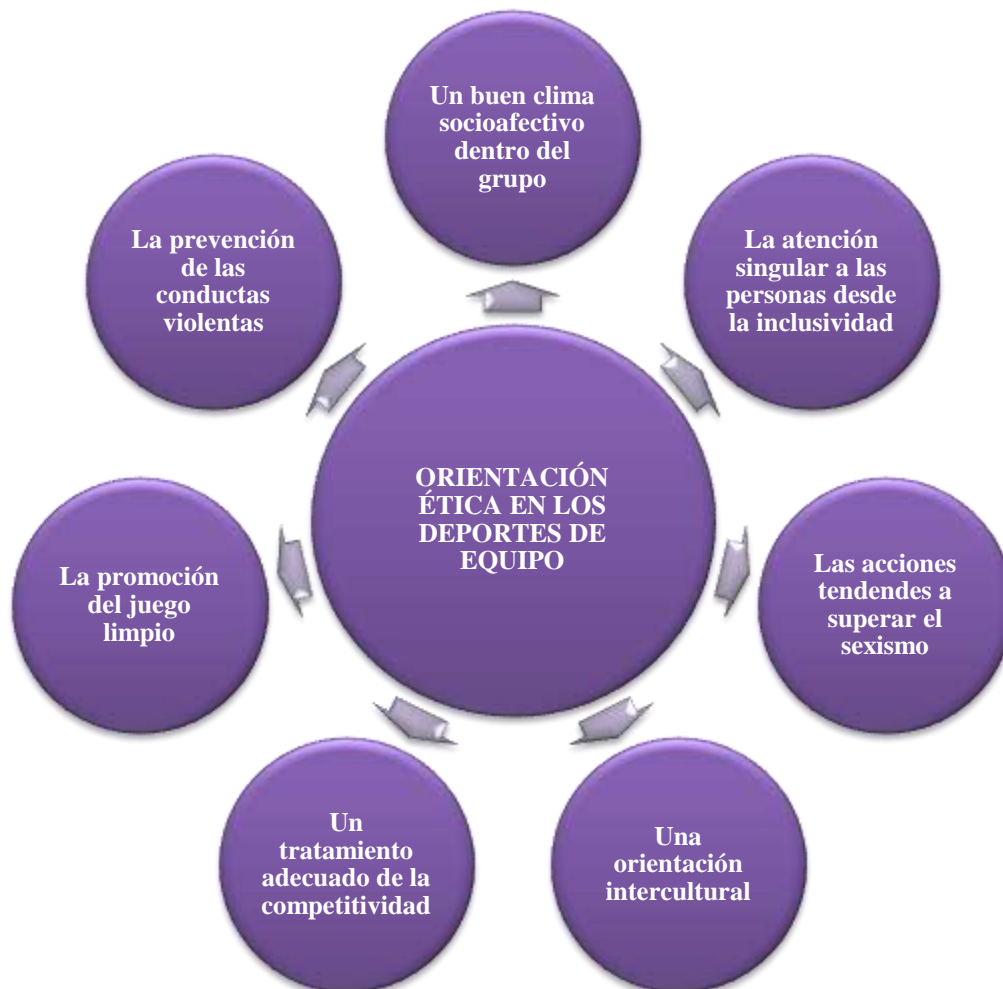 Un buen clima
socioafectivo
dentro del
grupo
La atención
singular a las
personas desde
la inclusividad
Las acciones
tendendes a
superar el
sexismo
Una
orientación
intercultural
Un
tratamiento
adecuado de la
competitividad
La promoción
del juego
limpio
La prevención
de las
conductas
violentas
ORIENTACIÓN
ÉTICA EN LOS
DEPORTES DE
EQUIPO